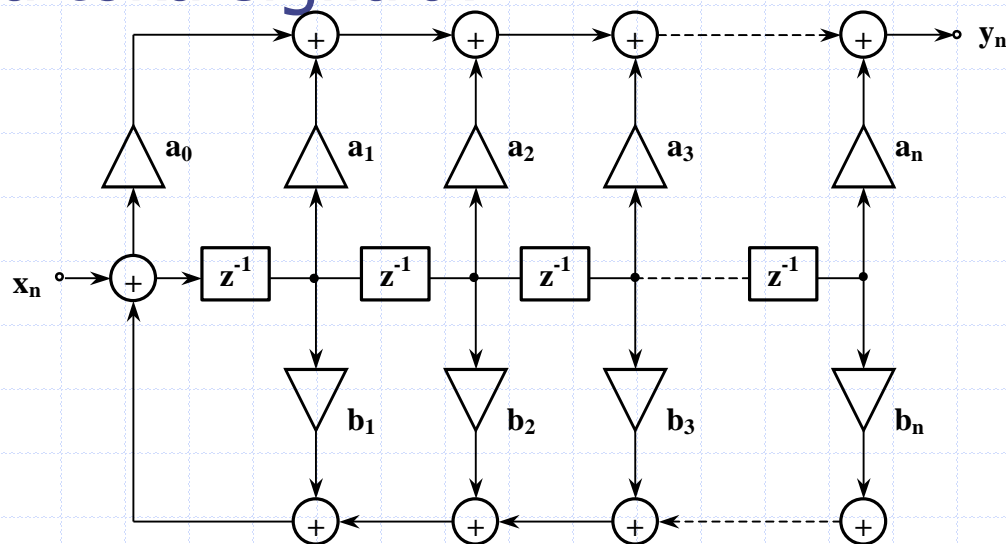 + + + + yₙ
a₀ a₁ a₂ a₃ aₙ
xₙ + z⁻¹ z⁻¹ z⁻¹ z⁻¹
b₁ b₂ b₃ bₙ
+ + + +